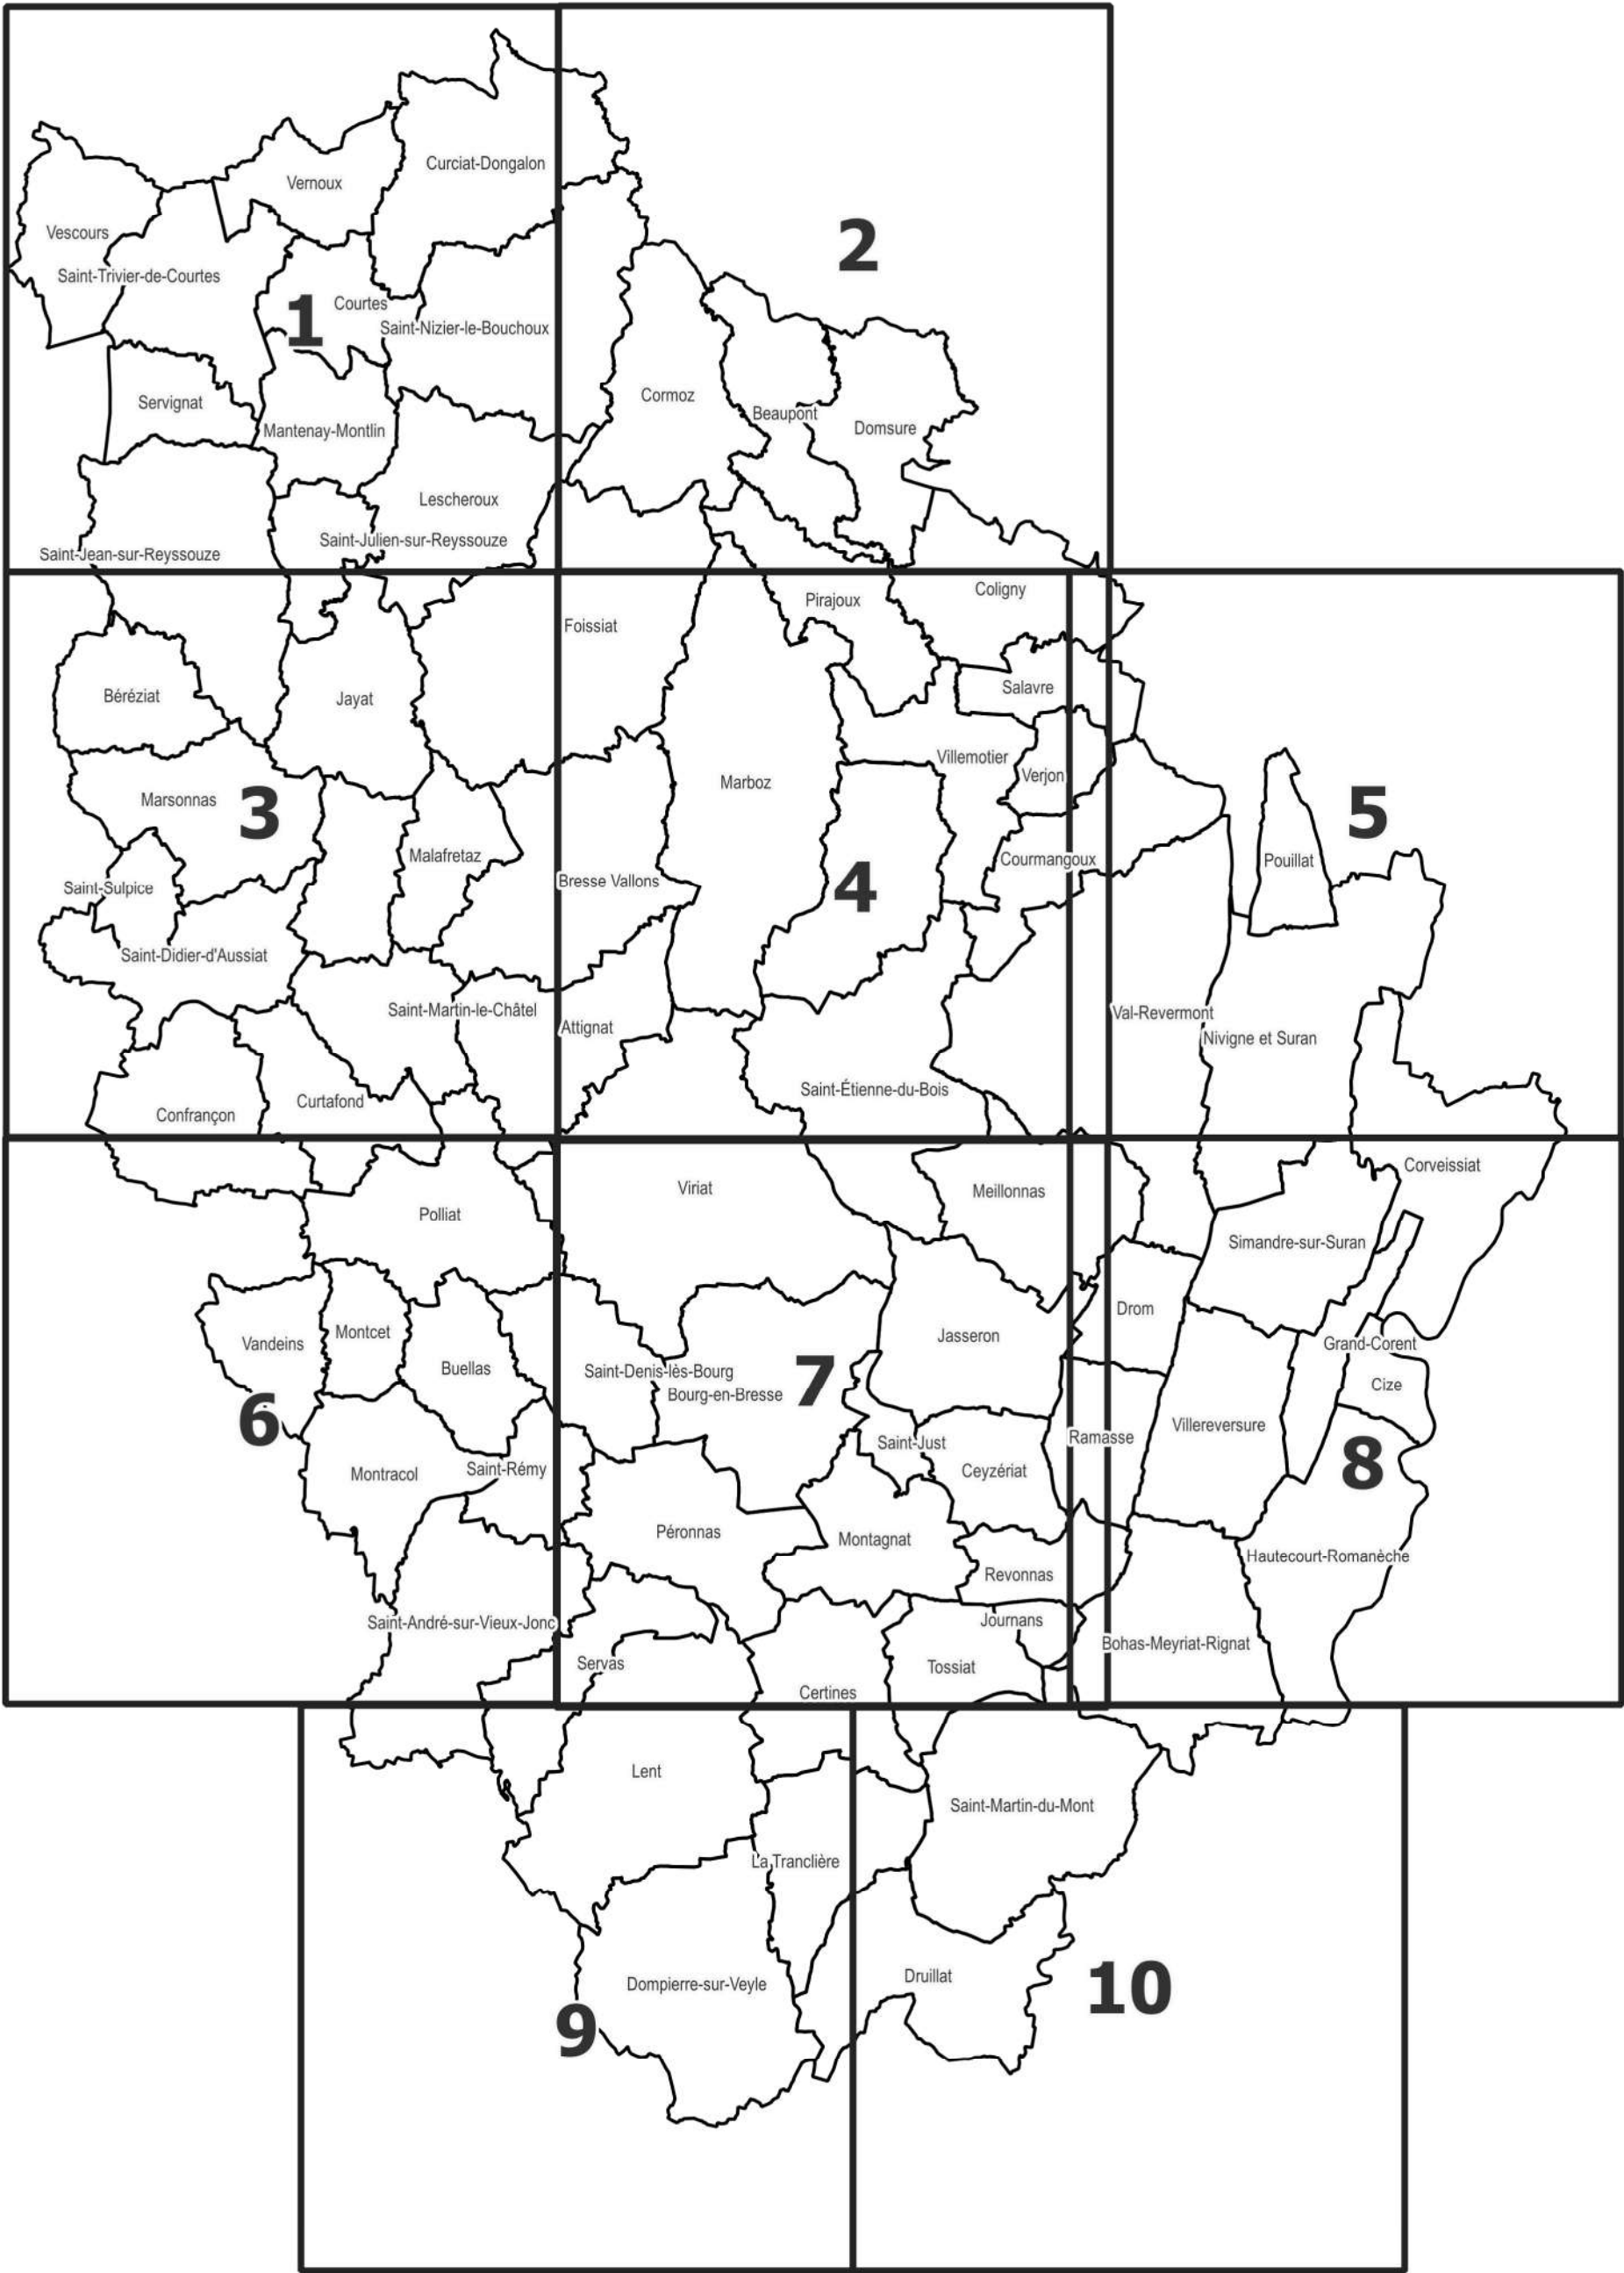 Curciat-Dongalon
Vernoux
Vescours
2
Saint-Trivier-de-Courtes
Courtes
1
Saint-Nizier-le-Bouchoux
Cormoz
Servignat
Beaupont
Domsure
Mantenay-Montlin
Lescheroux
Saint-Julien-sur-Reyssouze
Saint-Jean-sur-Reyssouze
Coligny
Pirajoux
Foissiat
Salavre
Béréziat
Jayat
Villemotier
Verjon
Marboz
Marsonnas
3
5
Malafretaz
Courmangoux
Pouillat
Bresse Vallons
4
Saint-Sulpice
Saint-Didier-d'Aussiat
Saint-Martin-le-Châtel
Val-Revermont
Attignat
Nivigne et Suran
Saint-Étienne-du-Bois
Curtafond
Confrançon
Corveissiat
Viriat
Meillonnas
Polliat
Simandre-sur-Suran
Drom
Montcet
Jasseron
Vandeins
Grand-Corent
Buellas
Saint-Denis-lès-Bourg
7
Cize
Bourg-en-Bresse
6
Villereversure
Ramasse
Saint-Just
8
Saint-Rémy
Ceyzériat
Montracol
Péronnas
Montagnat
Hautecourt-Romanèche
Revonnas
Journans
Saint-André-sur-Vieux-Jonc
Bohas-Meyriat-Rignat
Servas
Tossiat
Certines
Lent
Saint-Martin-du-Mont
La Tranclière
Druillat
Dompierre-sur-Veyle
10
9